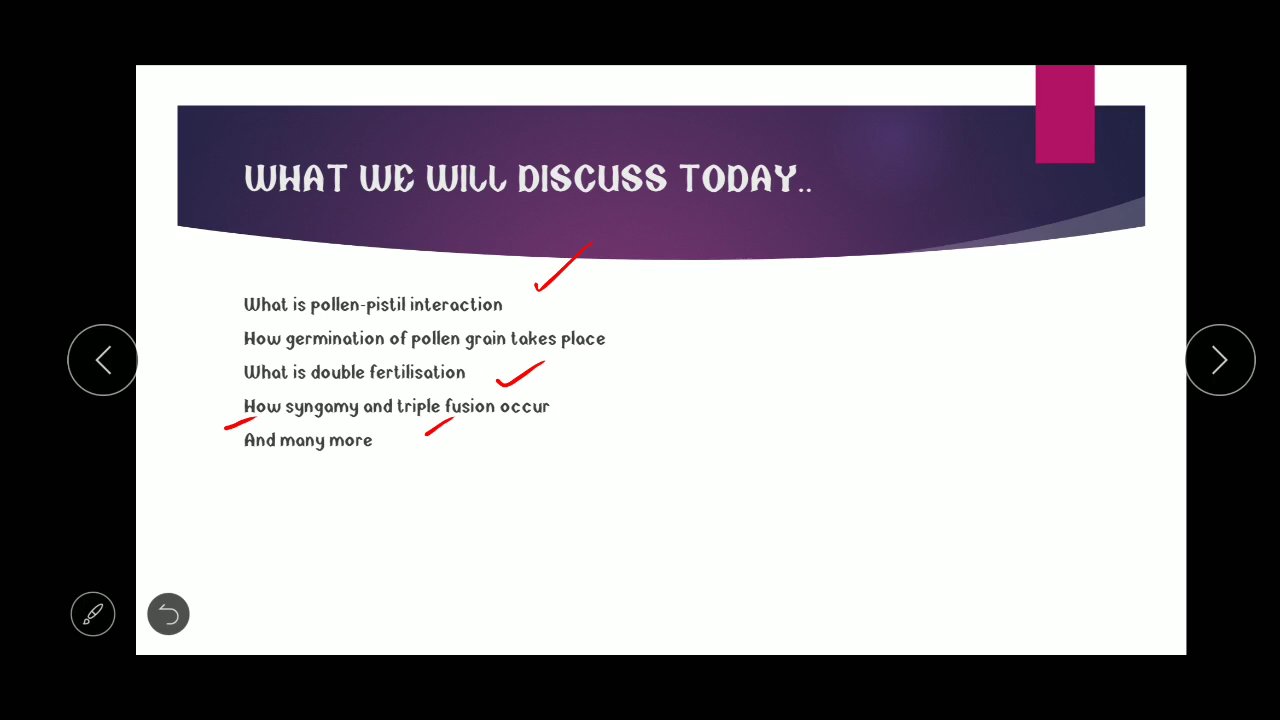 WHAT WE WILL DISCUSS TODAY..
What is pollen-pistil interaction
How germination of pollen grain takes place
What is double fertilisation
How syngamy and triple fusion occur
And many more